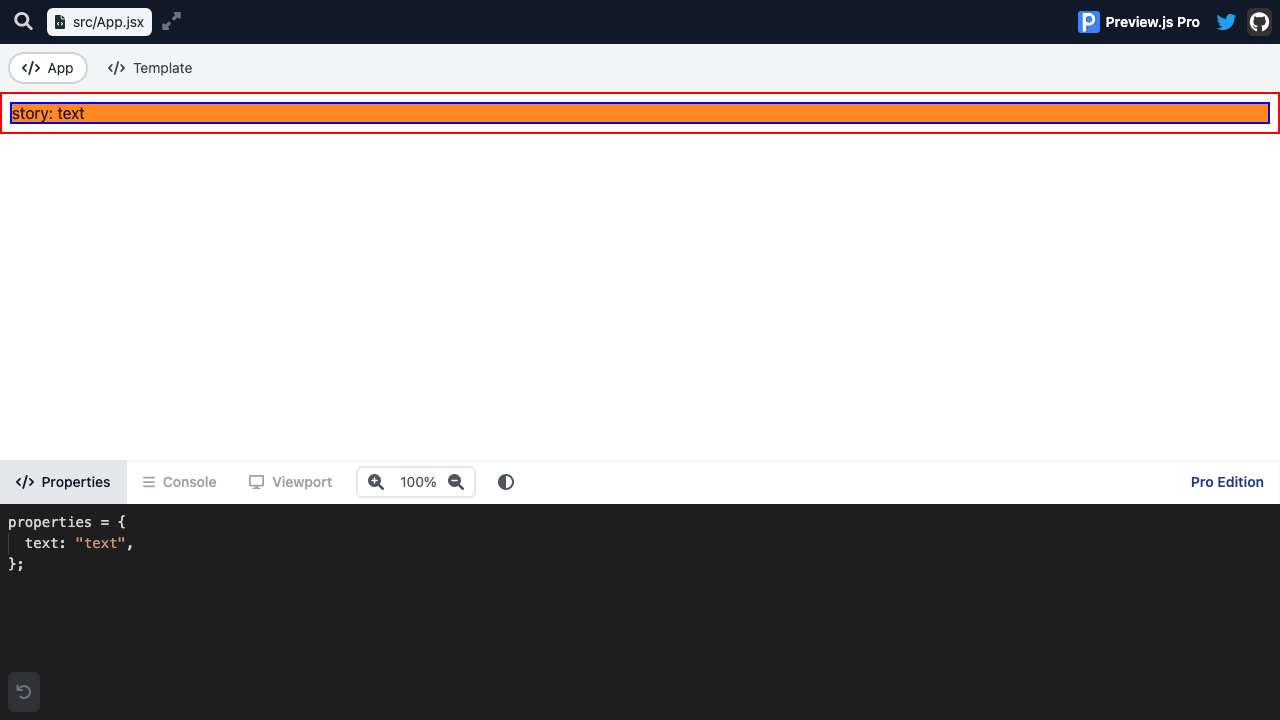 src/App.jsx
Preview.js Pro
</> App
</> Template
story: text
</> Properties
Console
Viewport
100%
Pro Edition
properties = {
  text: "text",
};